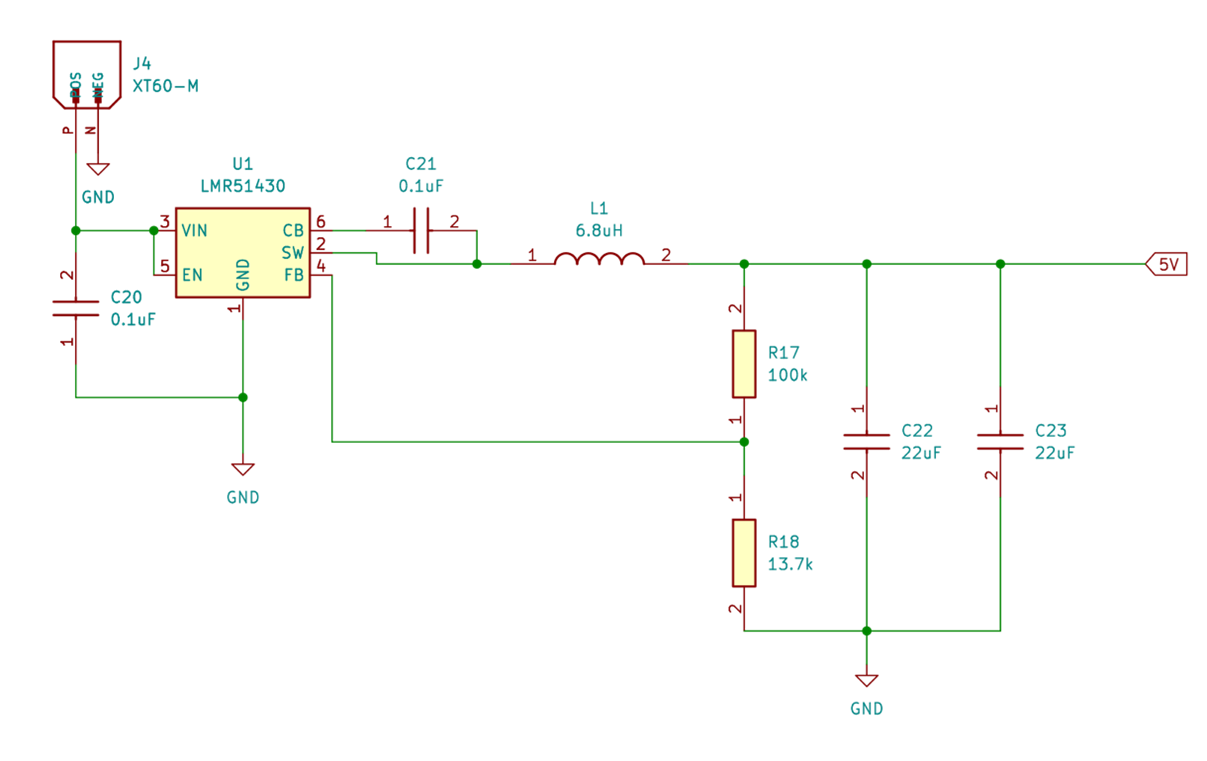 J4
XT60-M
POS
NEG
P
N
GND
U1
LMR51430
3
VIN
5
EN
GND
1
CB
6
SW
2
FB
4
C21
0.1uF
1
2
L1
6.8uH
1
2
5V
2
C20
0.1uF
1
GND
2
R17
100k
1
1
C22
22uF
2
1
C23
22uF
2
1
R18
13.7k
2
GND